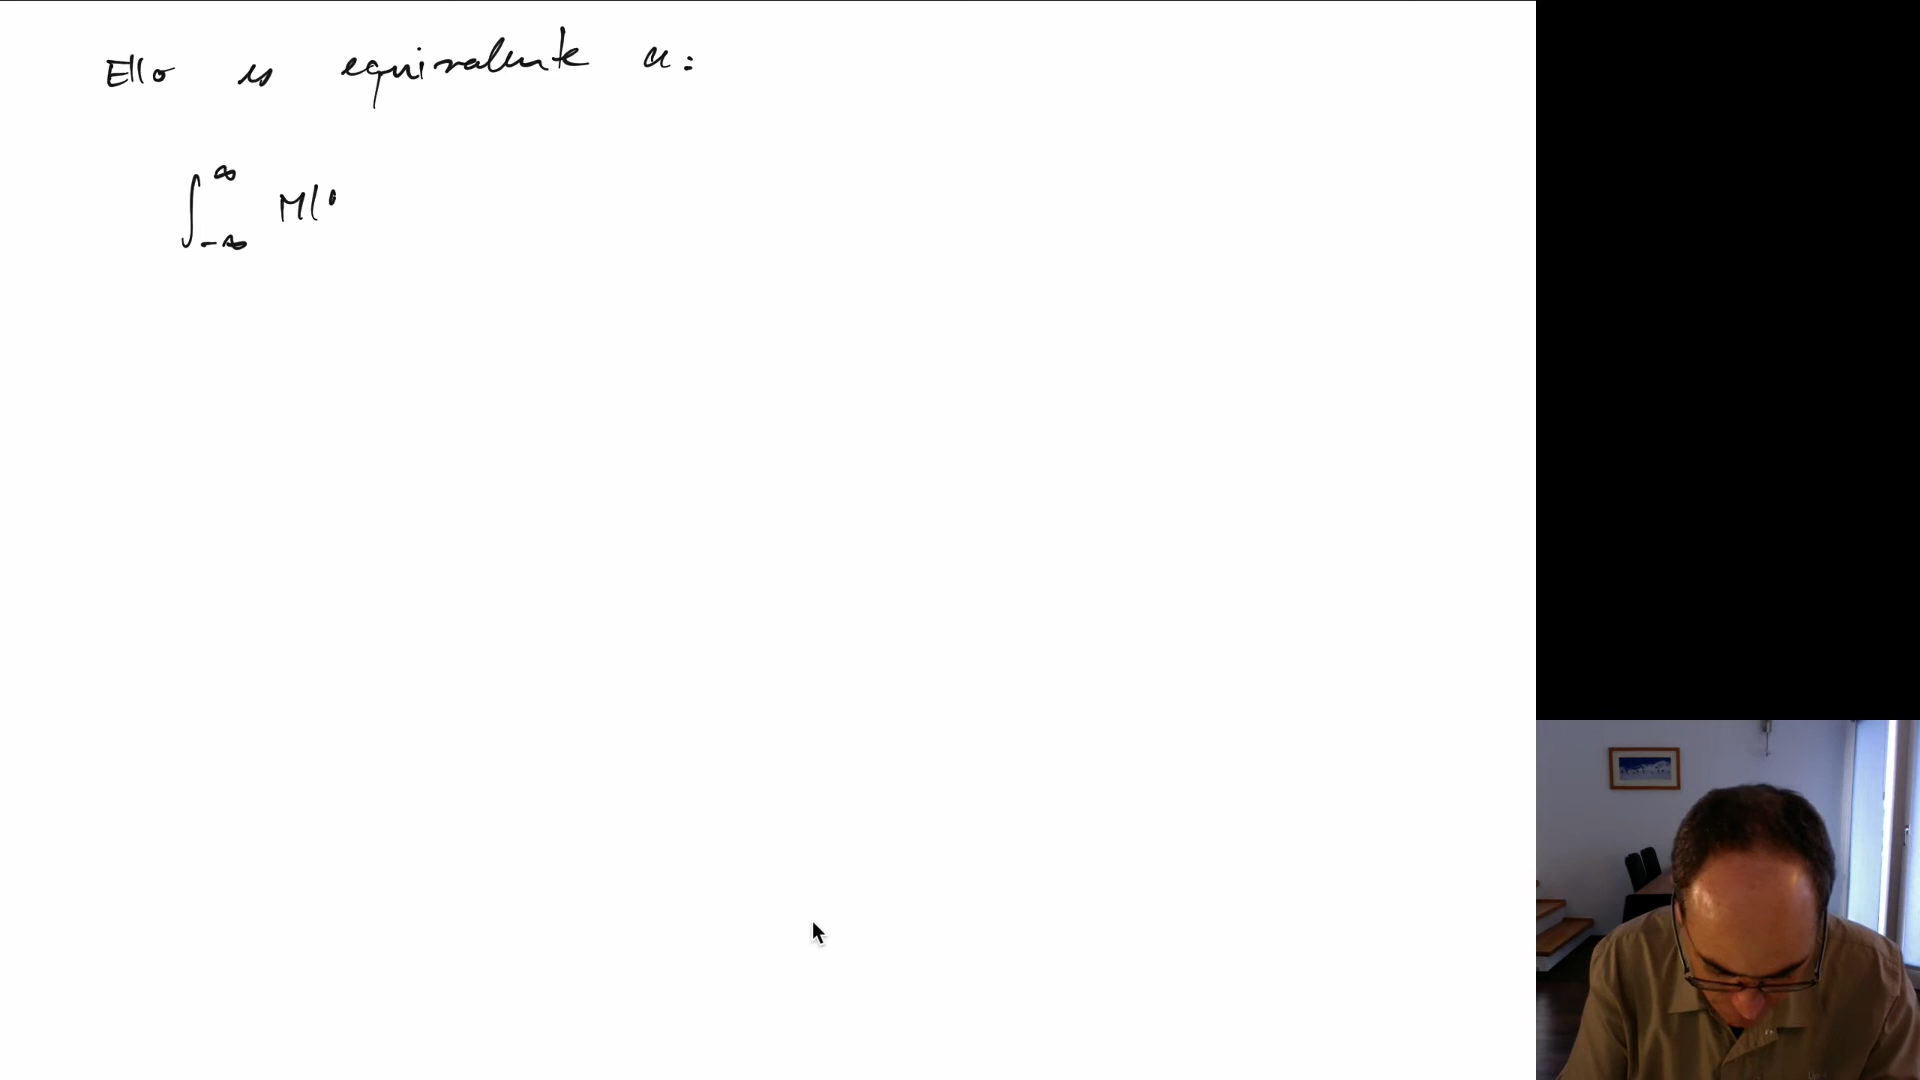 Ello es equivalente a:
∫_{-∞}^{∞} M(